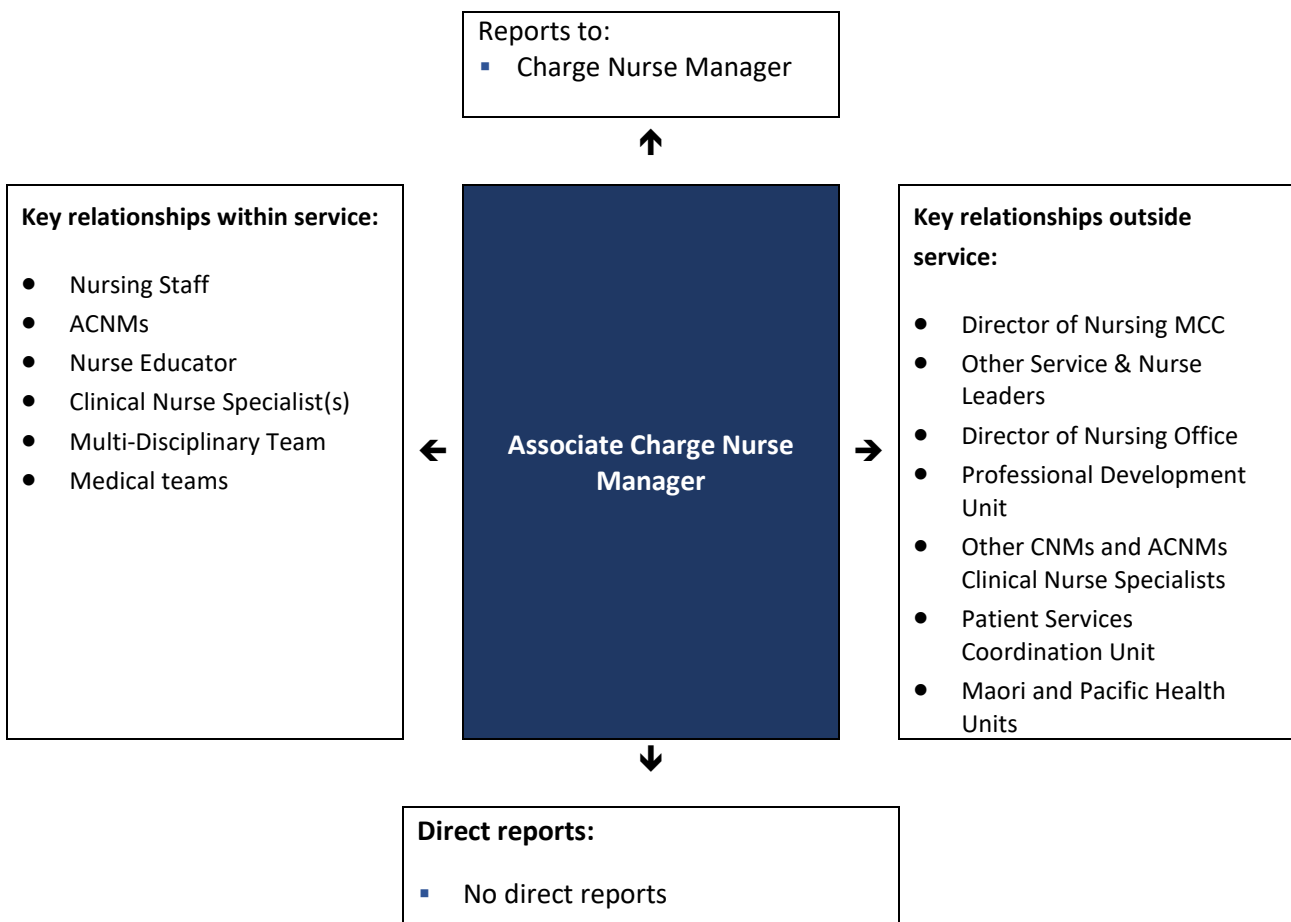 Reports to:
▪ Charge Nurse Manager
↑
Key relationships within service:
● Nursing Staff
● ACNMs
● Nurse Educator
● Clinical Nurse Specialist(s)
● Multi-Disciplinary Team
● Medical teams
←
Associate Charge Nurse
Manager
→
Key relationships outside
service:
● Director of Nursing MCC
● Other Service & Nurse
Leaders
● Director of Nursing Office
● Professional Development
Unit
● Other CNMs and ACNMs
Clinical Nurse Specialists
● Patient Services
Coordination Unit
● Maori and Pacific Health
Units
↓
Direct reports:
▪ No direct reports